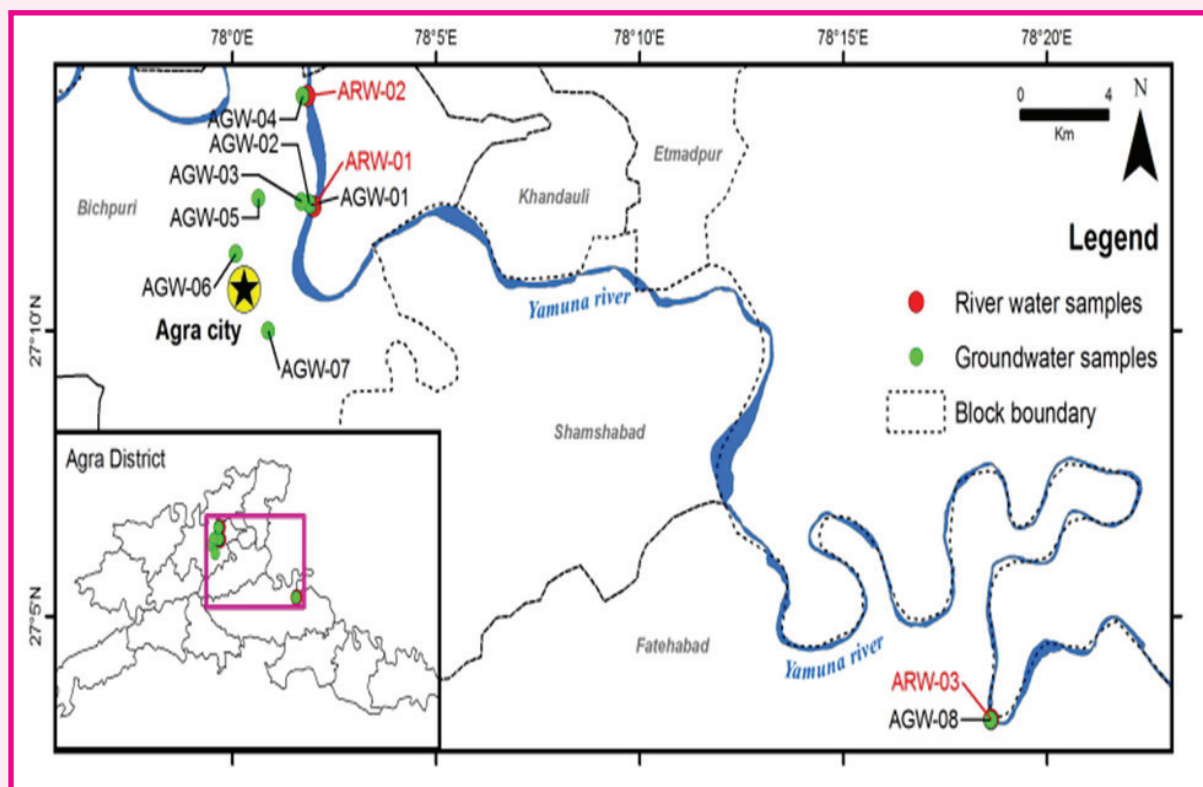 78°0'E
78°5'E
78°10'E
78°15'E
78°20'E
ARW-02
AGW-04
AGW-02
ARW-01
AGW-03
AGW-01
AGW-05
Bichpuri
AGW-06
Agra city
AGW-07
Khandauli
Etmadpur
Yamuna river
Shamshabad
Fatehabad
Yamuna river
ARW-03
AGW-08
0 4
Km
N
Legend
River water samples
Groundwater samples
Block boundary
27°10'N
27°5'N
Agra District